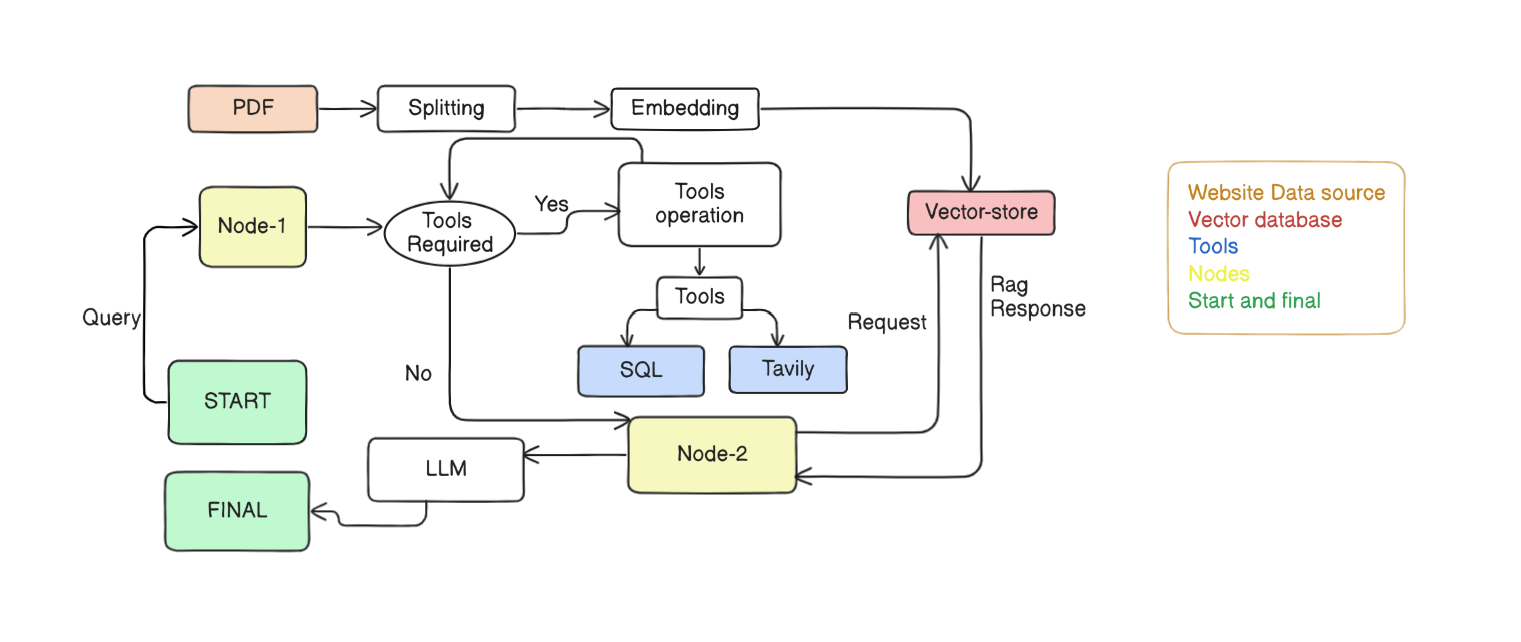 PDF
Splitting
Embedding
Node-1
Tools
Required
Yes
Tools
operation
Vector-store
Website Data source
Vector database
Tools
Nodes
Start and final
Query
Tools
Rag
Response
Request
No
SQL
Tavily
START
Node-2
LLM
FINAL